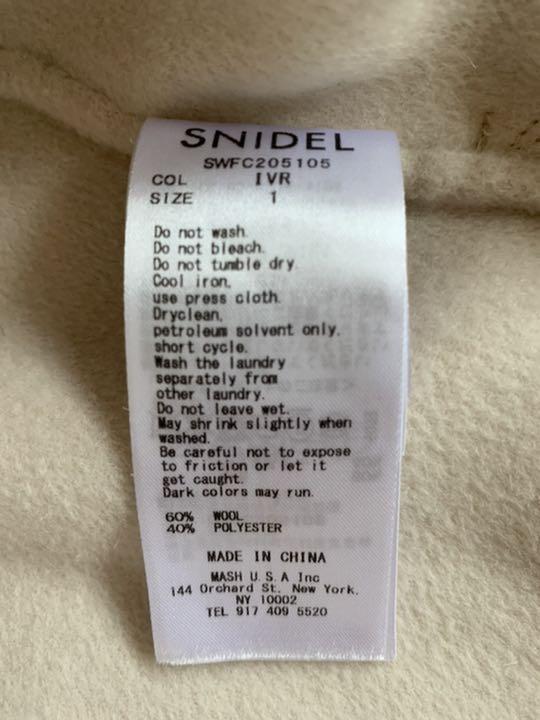 SNIDEL
SWFC205105
COL IVR
SIZE 1
Do not wash.
Do not bleach.
Do not tumble dry.
Cool iron,
use press cloth.
Dryclean,
petroleum solvent only.
short cycle.
Wash the laundry
separately from
other laundry.
Do not leave wet.
May shrink slightly when
washed.
Be careful not to expose
to friction or let it
get caught.
Dark colors may run.
60% WOOL
40% POLYESTER
MADE IN CHINA
MASH U.S.A Inc
144 Orchard St. New York.
NY 10002
TEL 917 409 5520